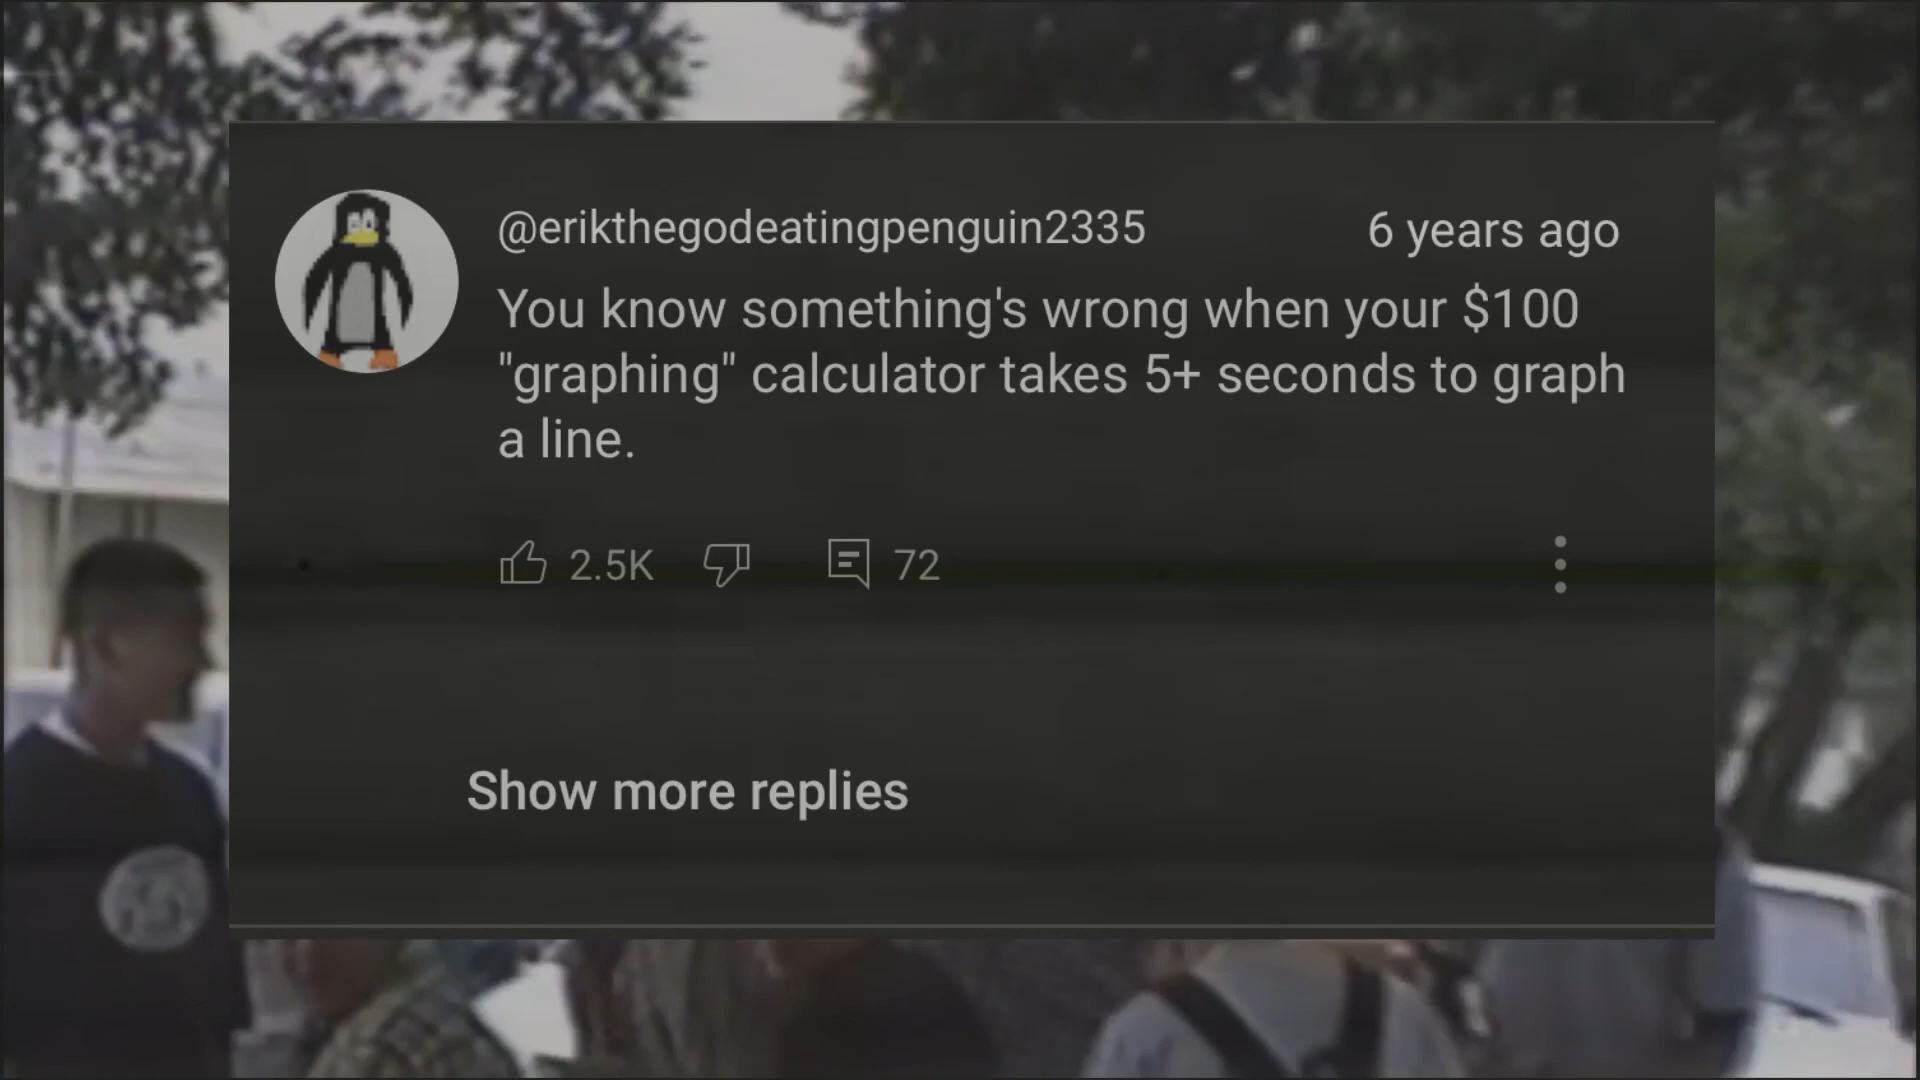 @erikthegodeatingpenguin2335 6 years ago
You know something's wrong when your $100
"graphing" calculator takes 5+ seconds to graph
a line.
2.5K 72
Show more replies